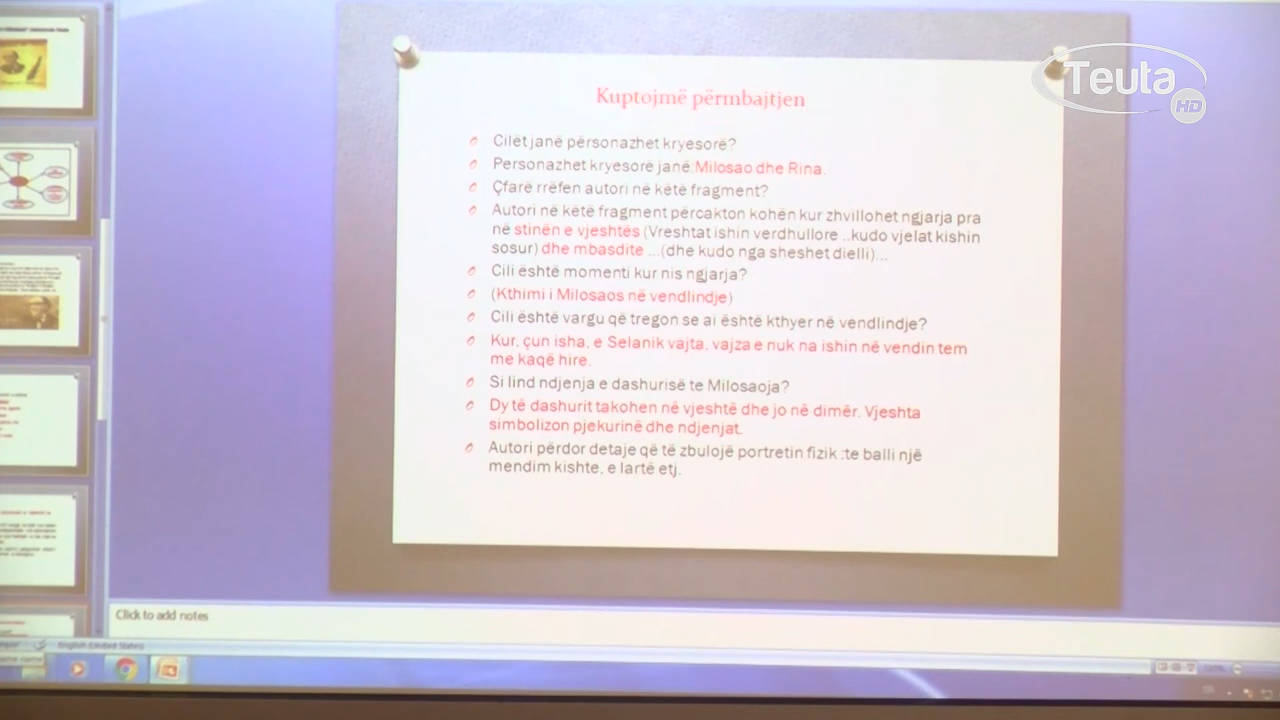 Teuta
HD
Kuptojmë përmbajtjen
Cilët janë përsonazhet kryesorë?
Personazhet kryesorë janë:Milosao dhe Rina.
Çfarë rrëfen autori në këtë fragment?
Autori në këtë fragment përcakton kohën kur zhvillohet ngjarja pra
në stinën e vjeshtës (Vreshtat ishin verdhullore ..kudo vjelat kishin
sosur) dhe mbasdite ...(dhe kudo nga sheshet dielli)...
Cili është momenti kur nis ngjarja?
(Kthimi i Milosaos në vendlindje)
Cili është vargu që tregon se ai është kthyer në vendlindje?
Kur, çun isha, e Selanik vajta, vajza e nuk na ishin në vendin tem
me kaqë hire.
Si lind ndjenja e dashurisë te Milosaoja?
Dy të dashurit takohen në vjeshtë dhe jo në dimër. Vjeshta
simbolizon pjekurinë dhe ndjenjat.
Autori përdor detaje që të zbulojë portretin fizik :te balli një
mendim kishte, e lartë etj.
Click to add notes
English (United States)